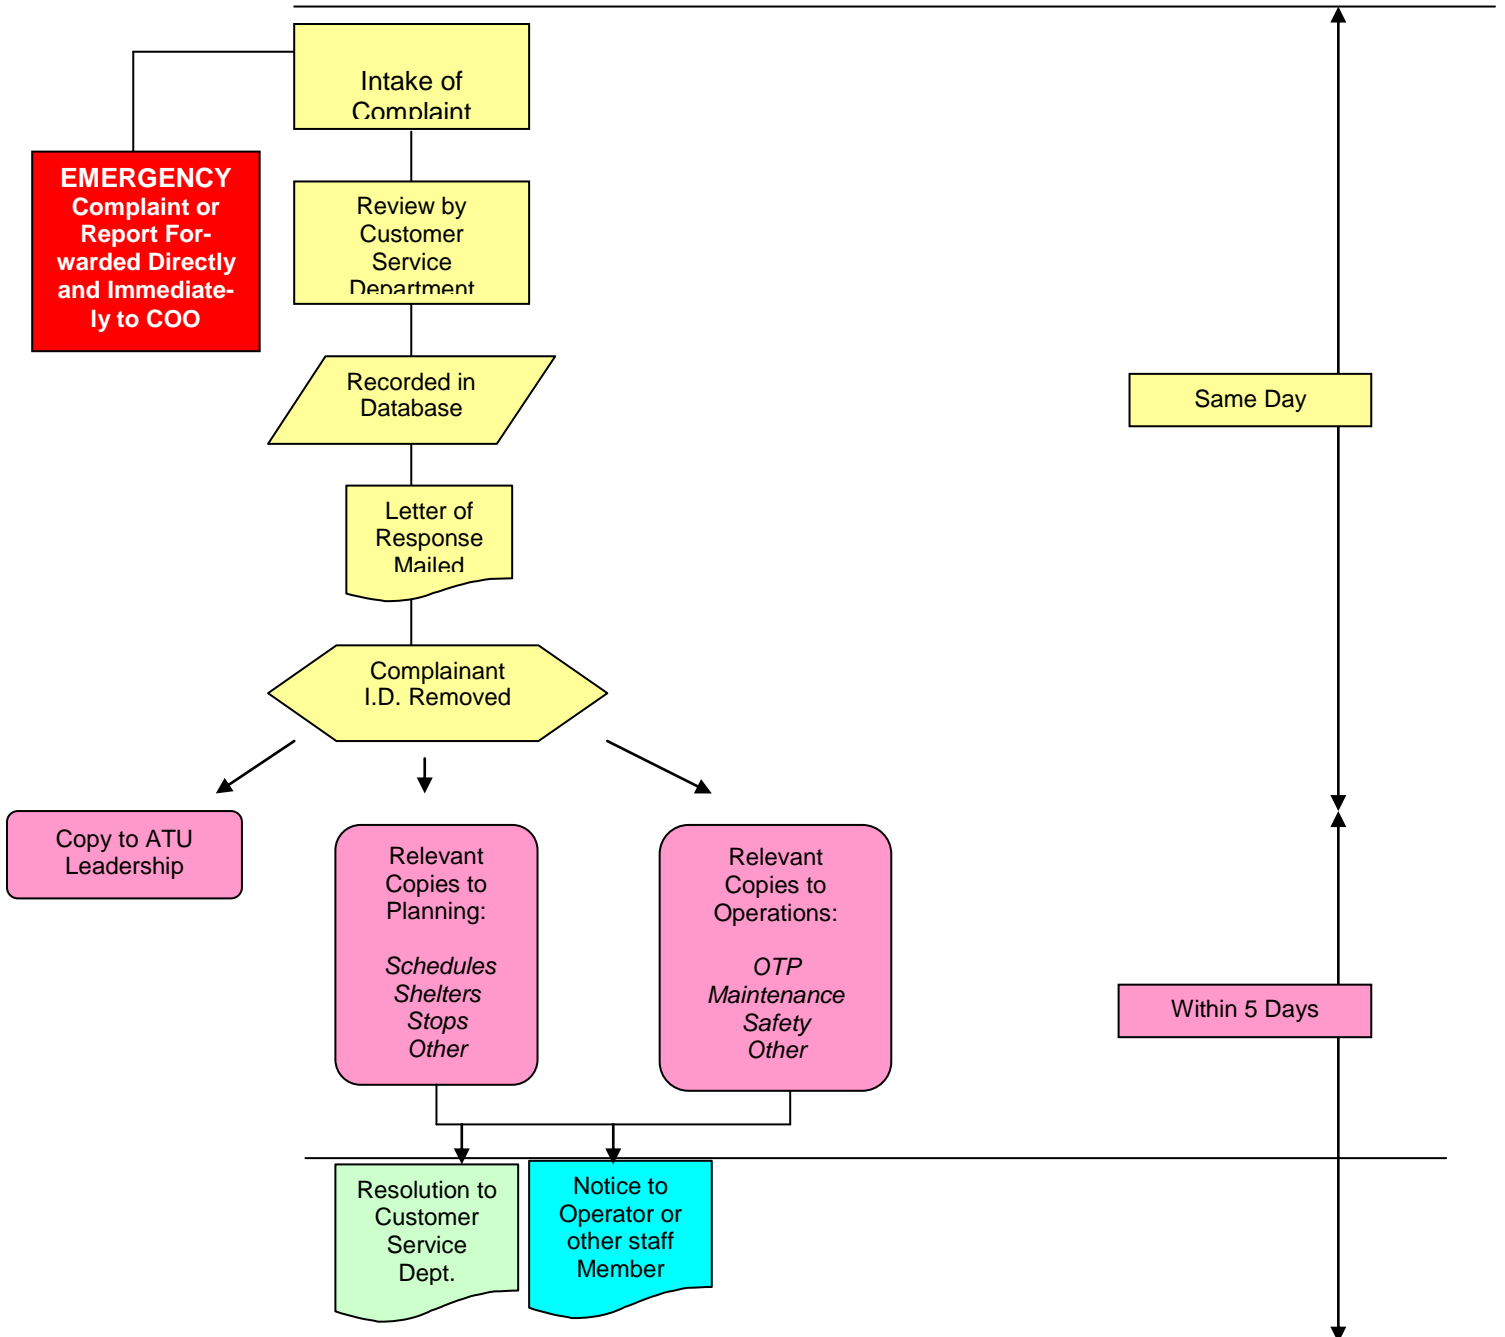 Intake of
Complaint
EMERGENCY
Complaint or
Report For-
warded Directly
and Immediate-
ly to COO
Review by
Customer
Service
Department
Recorded in
Database
Same Day
Letter of
Response
Mailed
Complainant
I.D. Removed
Copy to ATU
Leadership
Relevant
Copies to
Planning:
Schedules
Shelters
Stops
Other
Relevant
Copies to
Operations:
OTP
Maintenance
Safety
Other
Within 5 Days
Resolution to
Customer
Service
Dept.
Notice to
Operator or
other staff
Member